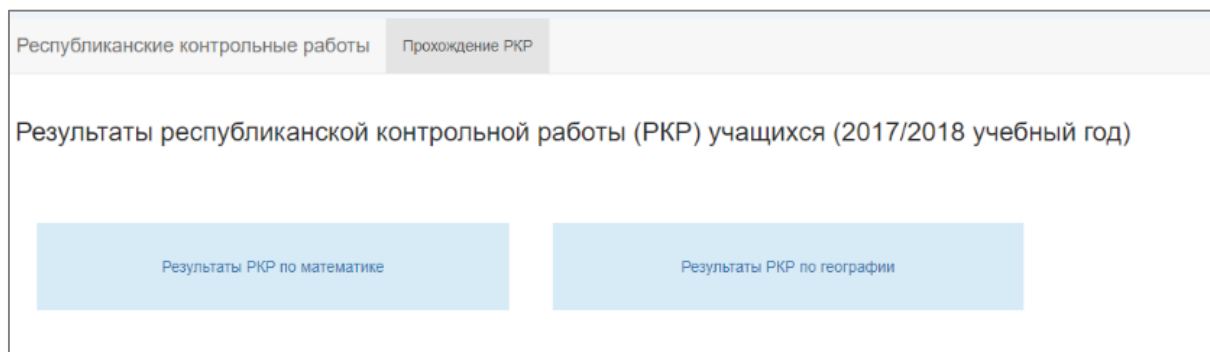 Республиканские контрольные работы Прохождение РКР
Результаты республиканской контрольной работы (РКР) учащихся (2017/2018 учебный год)
Результаты РКР по математике Результаты РКР по географии